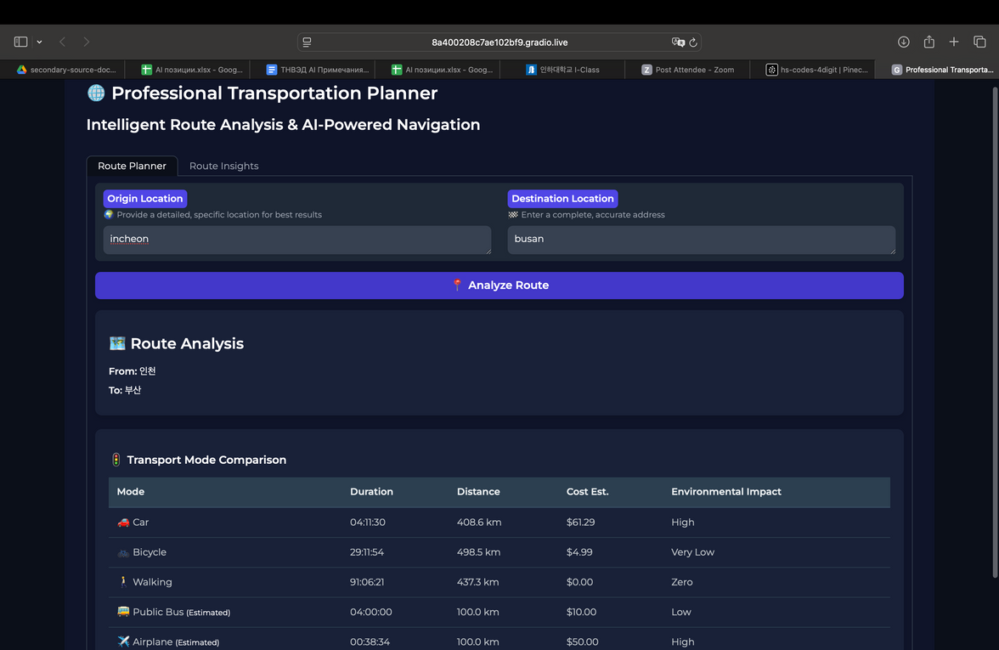 8a400208c7ae102bf9.gradio.live
secondary-source-doc...
AI позиции.xlsx - Goog...
ТНВЭД AI Примечания...
AI позиции.xlsx - Goog...
인하대학교 I-Class
Z Post Attendee - Zoom
hs-codes-4digit | Pinec...
G Professional Transporta...
Professional Transportation Planner
Intelligent Route Analysis & AI-Powered Navigation
Route Planner Route Insights
Origin Location
Provide a detailed, specific location for best results
incheon
Destination Location
Enter a complete, accurate address
busan
Analyze Route
Route Analysis
From: 인천
To: 부산
Transport Mode Comparison
Mode Duration Distance Cost Est. Environmental Impact
Car 04:11:30 408.6 km $61.29 High
Bicycle 29:11:54 498.5 km $4.99 Very Low
Walking 91:06:21 437.3 km $0.00 Zero
Public Bus (Estimated) 04:00:00 100.0 km $10.00 Low
Airplane (Estimated) 00:38:34 100.0 km $50.00 High